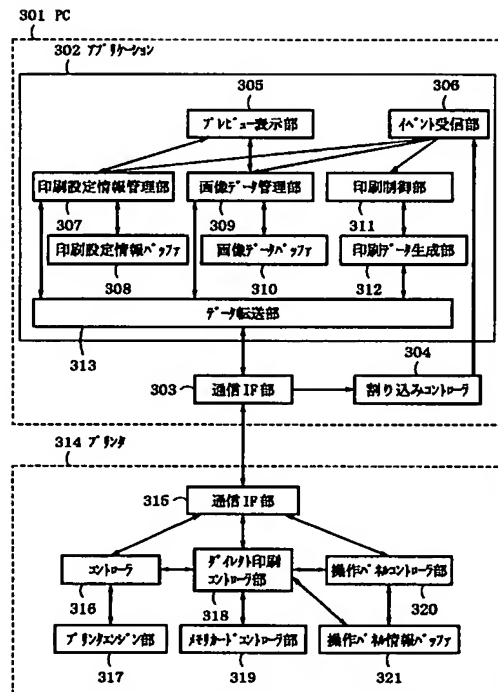 301 PC
302 アプリケーション
305
306
プレビュー表示部
イベント受信部
印刷設定情報管理部
画像データ管理部
印刷制御部
307
309
311
印刷設定情報バッファ
画像データバッファ
印刷データ生成部
308
310
312
データ転送部
313
304
303
通信IF部
割り込みコントローラ
314 プリンタ
315
通信IF部
コントローラ
ダイレクト印刷
コントローラ部
操作パネルコントローラ部
316
318
320
プリンタエンジン部
メモリカードコントローラ部
操作パネル情報バッファ
317
319
321